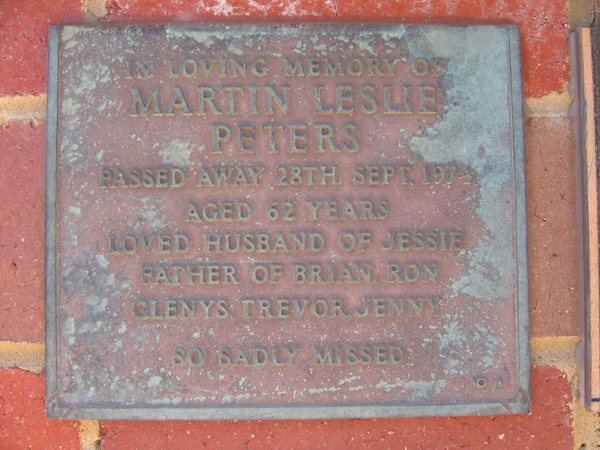 IN LOVING MEMORY OF
MARTIN LESLIE
PETERS
PASSED AWAY 28TH SEPT. 1974
AGED 62 YEARS
LOVED HUSBAND OF JESSIE
FATHER OF BRIAN, RON
GLENYS, TREVOR, JENNY
SO SADLY MISSED